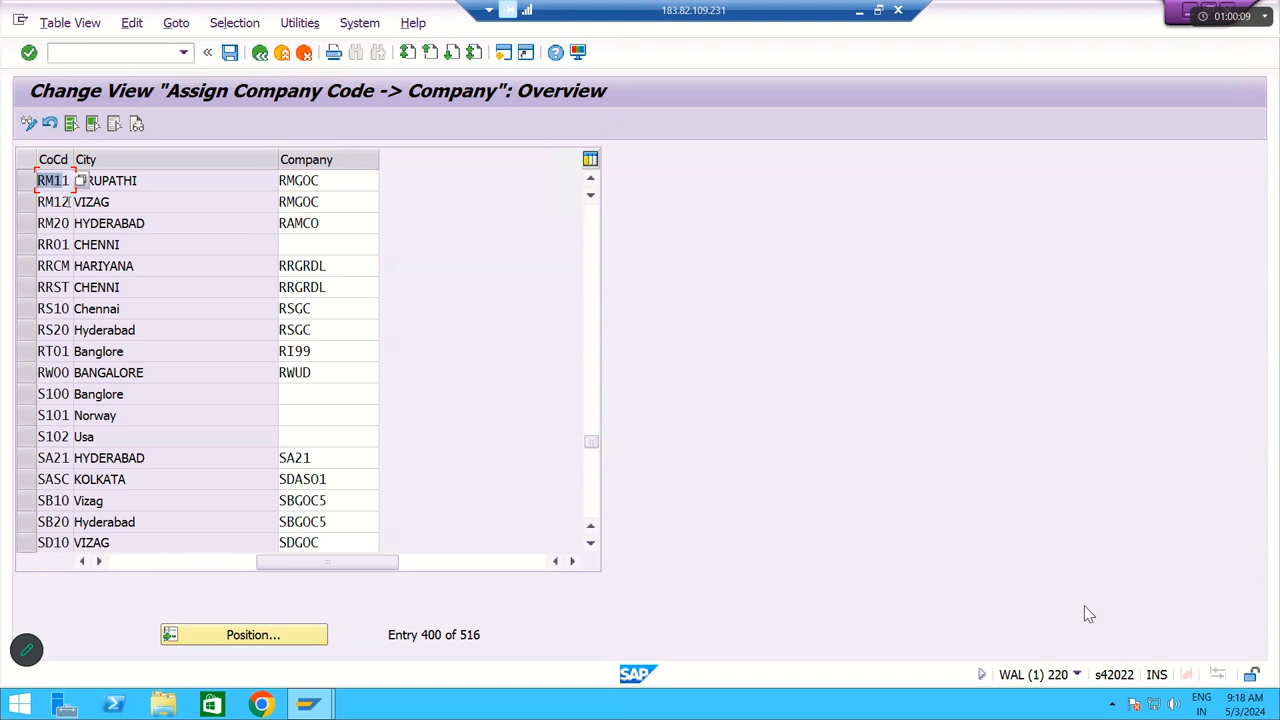 183.82.109.231
01:00:09
Table View Edit Goto Selection Utilities System Help
Change View "Assign Company Code -> Company": Overview
CoCd City Company
RM11 RUPATHI RMGOC
RM12 VIZAG RMGOC
RM20 HYDERABAD RAMCO
RR01 CHENNI
RRCM HARIYANA RRGRDL
RRST CHENNI RRGRDL
RS10 Chennai RSGC
RS20 Hyderabad RSGC
RT01 Banglore RI99
RW00 BANGALORE RWUD
S100 Banglore
S101 Norway
S102 Usa
SA21 HYDERABAD SA21
SASC KOLKATA SDASO1
SB10 Vizag SBGOC5
SB20 Hyderabad SBGOC5
SD10 VIZAG SDGOC
Position... Entry 400 of 516
SAP WAL (1) 220 s42022 INS
ENG 9:18 AM
IN 5/3/2024